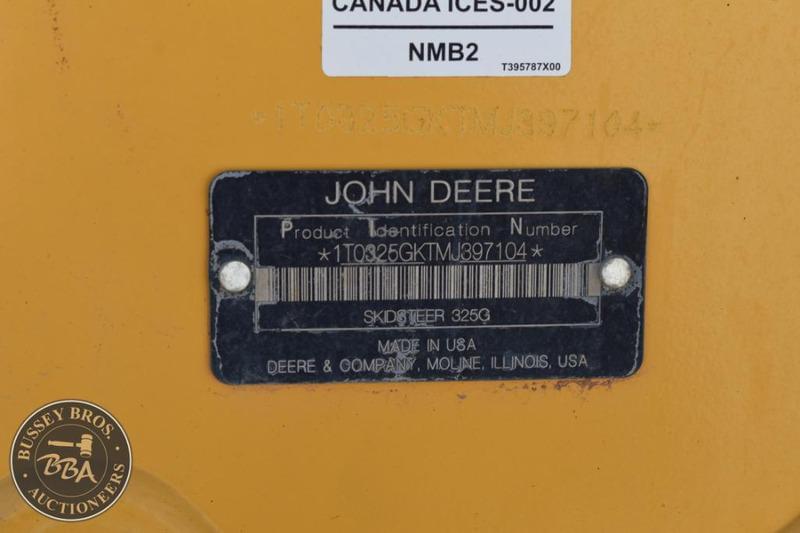 CANADA ICES-002
NMB2
T395787X00
*1T0325GKTMJ397104*
JOHN DEERE
Product Identification Number
*1T0325GKTMJ397104*
SKIDSTEER 325G
MADE IN USA
DEERE & COMPANY, MOLINE, ILLINOIS, USA
BUSSEY BROS.
BBA
AUCTIONEERS